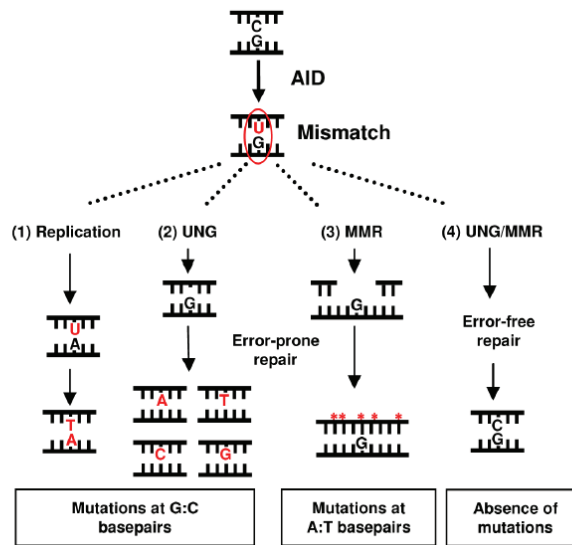 C
G
AID
U
G
Mismatch
(1) Replication
(2) UNG
(3) MMR
(4) UNG/MMR
G
G
U
A
Error-prone
repair
Error-free
repair
A
T
T
A
C
G
**
*
*
*
G
C
G
Mutations at G:C
basepairs
Mutations at
A:T basepairs
Absence of
mutations